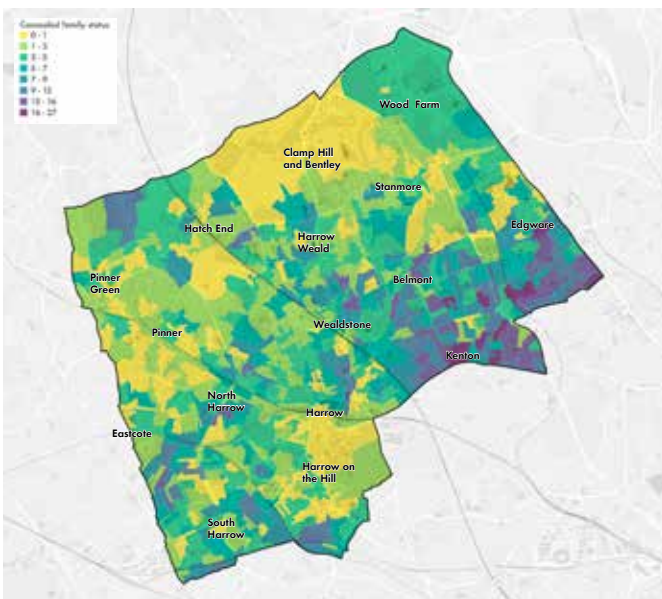 Concealed family status
0 - 1
1 - 3
3 - 5
5 - 7
7 - 9
9 - 12
12 - 16
16 - 27
Wood Farm
Clamp Hill
and Bentley
Stanmore
Hatch End
Harrow
Weald
Edgware
Pinner
Green
Belmont
Pinner
Wealdstone
Kenton
North
Harrow
Harrow
Eastcote
Harrow on
the Hill
South
Harrow